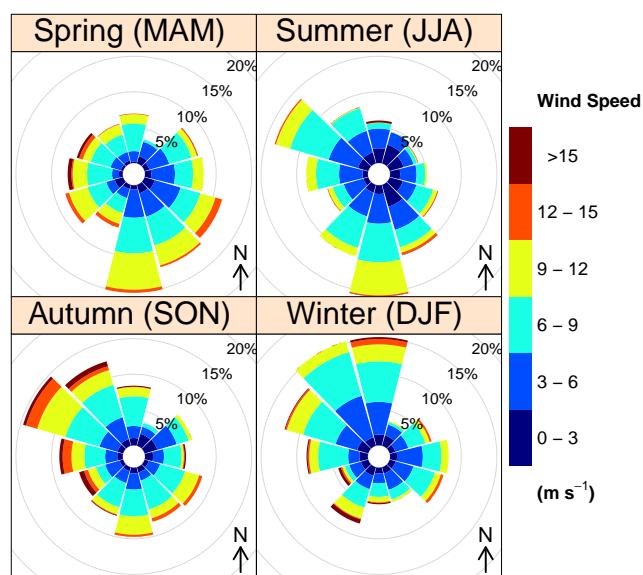 Spring (MAM)
20%
15%
10%
5%
N
Summer (JJA)
20%
15%
10%
5%
N
Autumn (SON)
20%
15%
10%
5%
N
Winter (DJF)
20%
15%
10%
5%
N
Wind Speed
>15
12 – 15
9 – 12
6 – 9
3 – 6
0 – 3
(m s⁻¹)